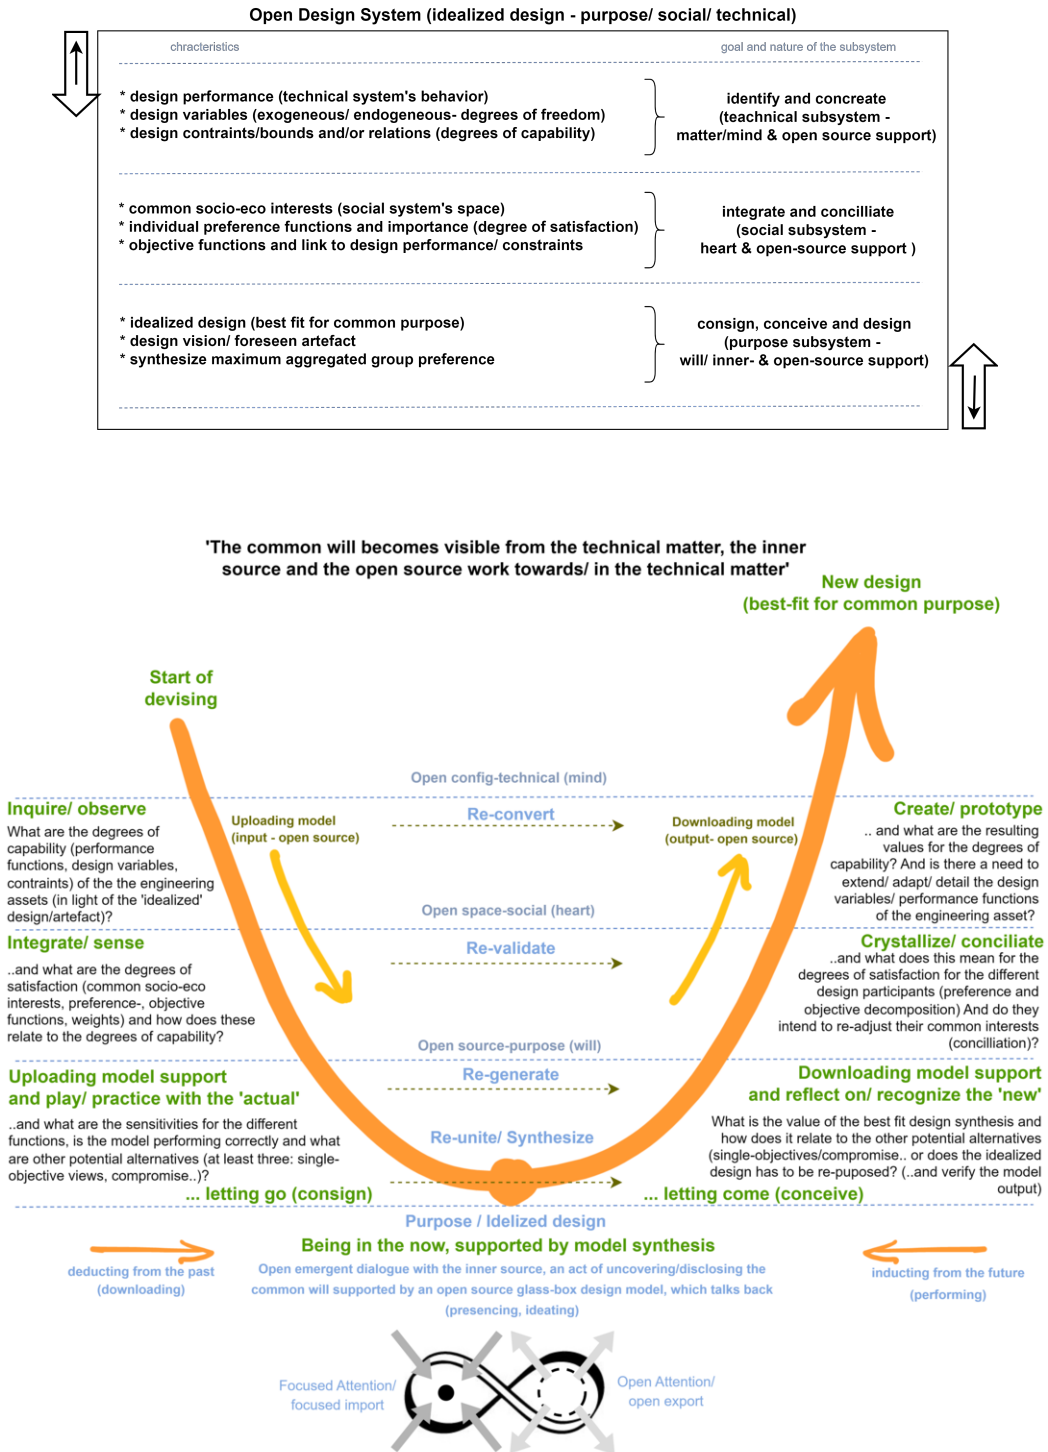 Open Design System (idealized design - purpose/ social/ technical)
chracteristics
goal and nature of the subsystem
* design performance (technical system's behavior)
* design variables (exogeneous/ endogeneous- degrees of freedom)
* design contraints/bounds and/or relations (degrees of capability)
identify and concreate
(teachnical subsystem -
matter/mind & open source support)
* common socio-eco interests (social system's space)
* individual preference functions and importance (degree of satisfaction)
* objective functions and link to design performance/ constraints
integrate and concilliate
(social subsystem -
heart & open-source support )
* idealized design (best fit for common purpose)
* design vision/ foreseen artefact
* synthesize maximum aggregated group preference
consign, conceive and design
(purpose subsystem -
will/ inner- & open-source support)
'The common will becomes visible from the technical matter, the inner
source and the open source work towards/ in the technical matter'
New design
(best-fit for common purpose)
Start of
devising
Open config-technical (mind)
Inquire/ observe
What are the degrees of
capability (performance
functions, design variables,
contraints) of the the engineering
assets (in light of the 'idealized'
design/artefact)?
Uploading model
(input - open source)
Re-convert
Downloading model
(output- open source)
Create/ prototype
.. and what are the resulting
values for the degrees of
capability? And is there a need to
extend/ adapt/ detail the design
variables/ performance functions
of the engineering asset?
Open space-social (heart)
Integrate/ sense
..and what are the degrees of
satisfaction (common socio-eco
interests, preference-, objective
functions, weights) and how does these
relate to the degrees of capability?
Re-validate
Crystallize/ conciliate
..and what does this mean for the
degrees of satisfaction for the different
design participants (preference and
objective decomposition) And do they
intend to re-adjust their common interests
(concilliation)?
Open source-purpose (will)
Uploading model support
and play/ practice with the 'actual'
..and what are the sensitivities for the different
functions, is the model performing correctly and what
are other potential alternatives (at least three: single-
objective views, compromise..)?
... letting go (consign)
Re-generate
Re-unite/ Synthesize
Downloading model support
and reflect on/ recognize the 'new'
What is the value of the best fit design synthesis and
how does it relate to the other potential alternatives
(single-objectives/compromise.. or does the idealized
design has to be re-puposed? (..and verify the model
output)
... letting come (conceive)
Purpose / Idelized design
Being in the now, supported by model synthesis
Open emergent dialogue with the inner source, an act of uncovering/disclosing the
common will supported by an open source glass-box design model, which talks back
(presencing, ideating)
deducting from the past
(downloading)
inducting from the future
(performing)
Focused Attention/
focused import
Open Attention/
open export